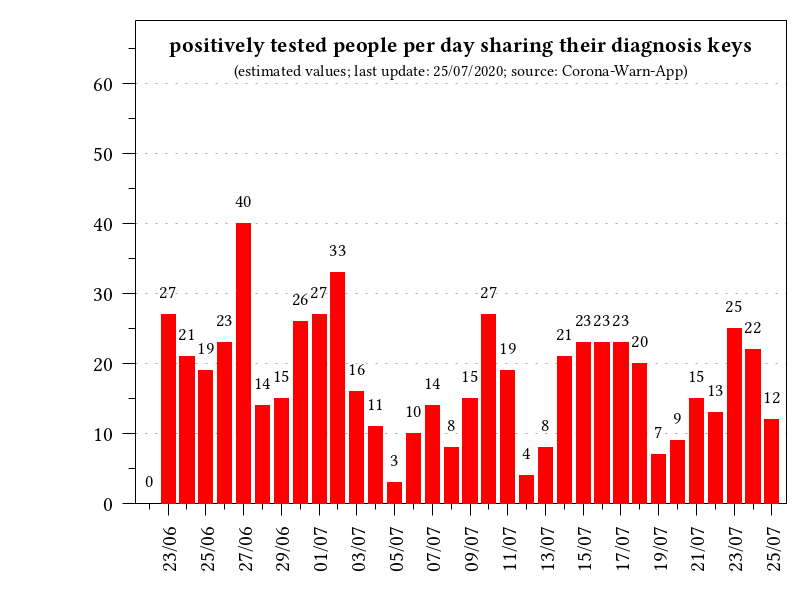 positively tested people per day sharing their diagnosis keys
(estimated values; last update: 25/07/2020; source: Corona-Warn-App)
60
50
40
30
20
10
0
0 27 21 19 23 40 14 15 26 27 33 16 11 3 10 14 8 15 27 19 4 8 21 23 23 23 20 7 9 15 13 25 22 12
23/06 25/06 27/06 29/06 01/07 03/07 05/07 07/07 09/07 11/07 13/07 15/07 17/07 19/07 21/07 23/07 25/07